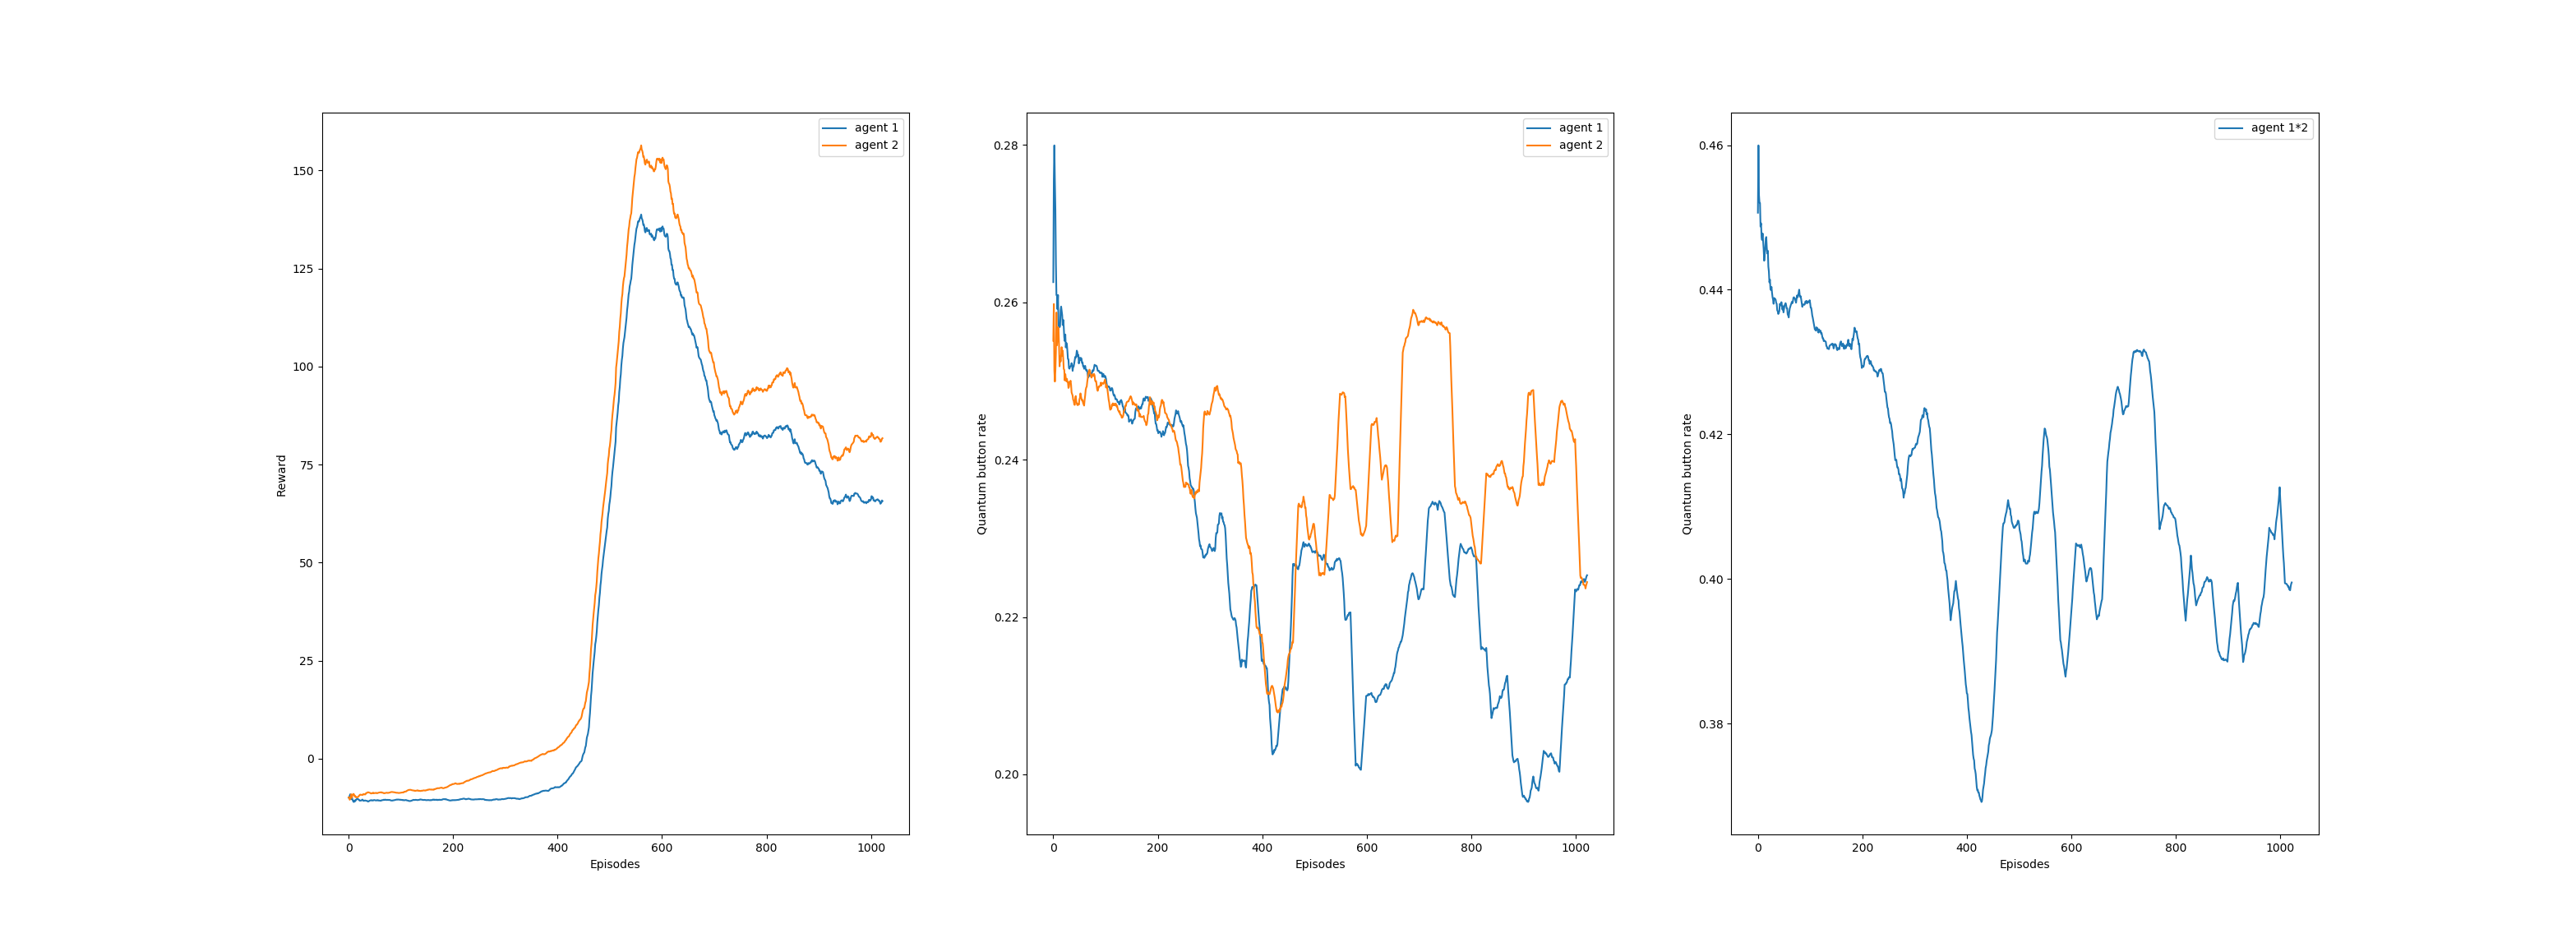 agent 1
agent 2
150
125
100
75
50
25
0
Reward
0 200 400 600 800 1000
Episodes
agent 1
agent 2
0.28
0.26
0.24
0.22
0.20
Quantum button rate
0 200 400 600 800 1000
Episodes
agent 1*2
0.46
0.44
0.42
0.40
0.38
Quantum button rate
0 200 400 600 800 1000
Episodes